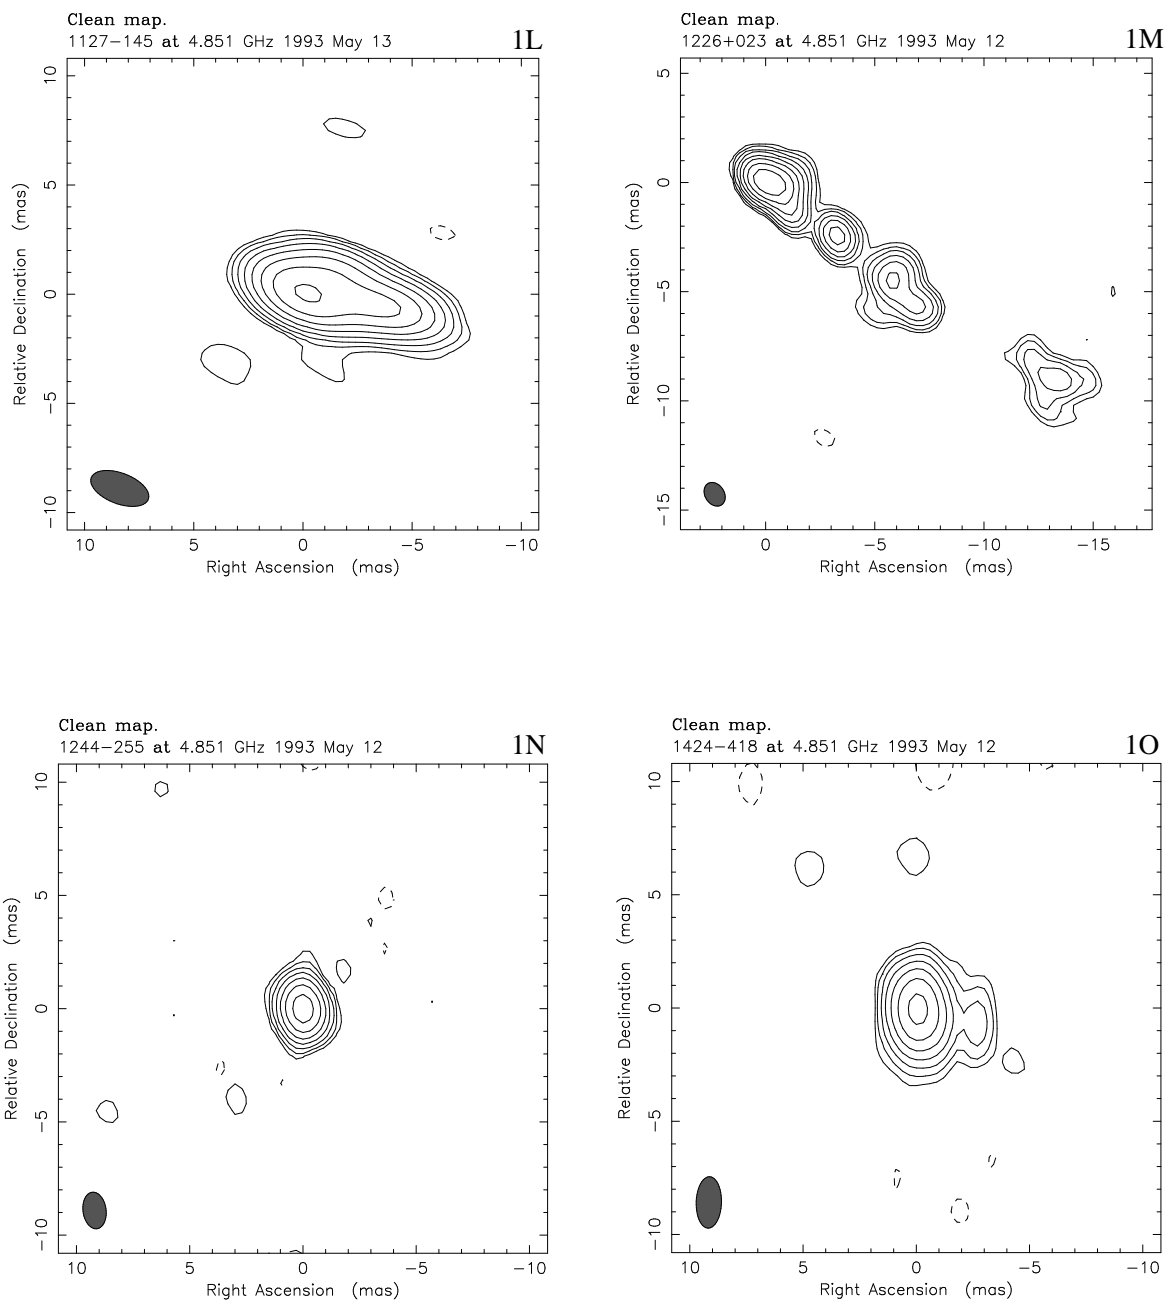 Clean map.
1127−145 at 4.851 GHz 1993 May 13
1L
Relative Declination (mas)
10
5
0
−5
−10
10
5
0
−5
−10
Right Ascension (mas)
Clean map.
1226+023 at 4.851 GHz 1993 May 12
1M
Relative Declination (mas)
5
0
−5
−10
−15
0
−5
−10
−15
Right Ascension (mas)
Clean map.
1244−255 at 4.851 GHz 1993 May 12
1N
Relative Declination (mas)
10
5
0
−5
−10
10
5
0
−5
−10
Right Ascension (mas)
Clean map.
1424−418 at 4.851 GHz 1993 May 12
1O
Relative Declination (mas)
10
5
0
−5
−10
10
5
0
−5
−10
Right Ascension (mas)